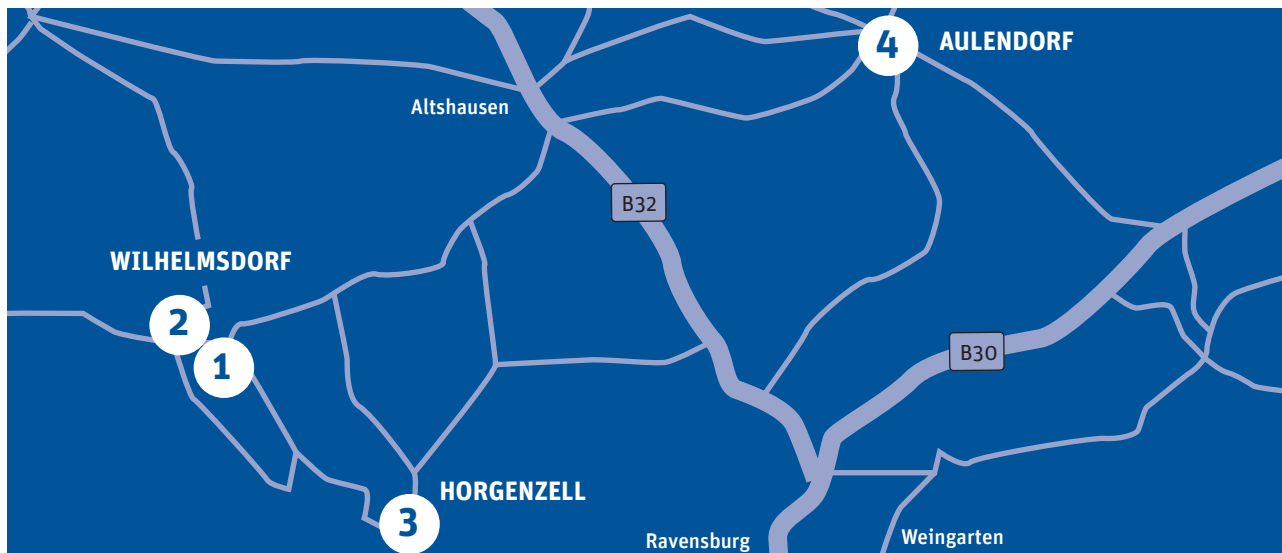 4 AULENDORF
Altshausen
B32
WILHELMSDORF
2
1
B30
HORGENZELL
3
Ravensburg
Weingarten